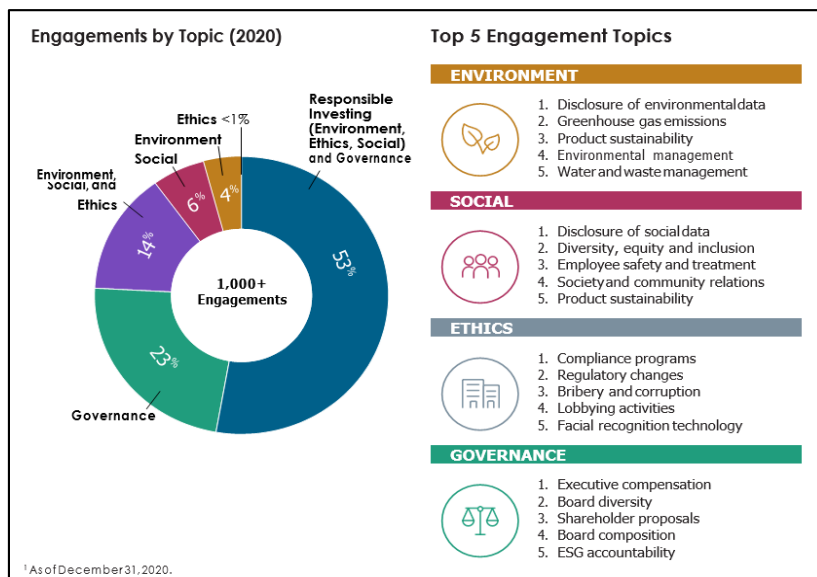 Engagements by Topic (2020)
Ethics <1%
Environment
Social
Environment,
Social, and
Ethics
Responsible
Investing
(Environment,
Ethics, Social)
and Governance
4%
6%
14%
53%
23%
1,000+
Engagements
Governance
Top 5 Engagement Topics
ENVIRONMENT
1. Disclosure of environmental data
2. Greenhouse gas emissions
3. Product sustainability
4. Environmental management
5. Water and waste management
SOCIAL
1. Disclosure of social data
2. Diversity, equity and inclusion
3. Employee safety and treatment
4. Society and community relations
5. Product sustainability
ETHICS
1. Compliance programs
2. Regulatory changes
3. Bribery and corruption
4. Lobbying activities
5. Facial recognition technology
GOVERNANCE
1. Executive compensation
2. Board diversity
3. Shareholder proposals
4. Board composition
5. ESG accountability
1 As of December 31, 2020.